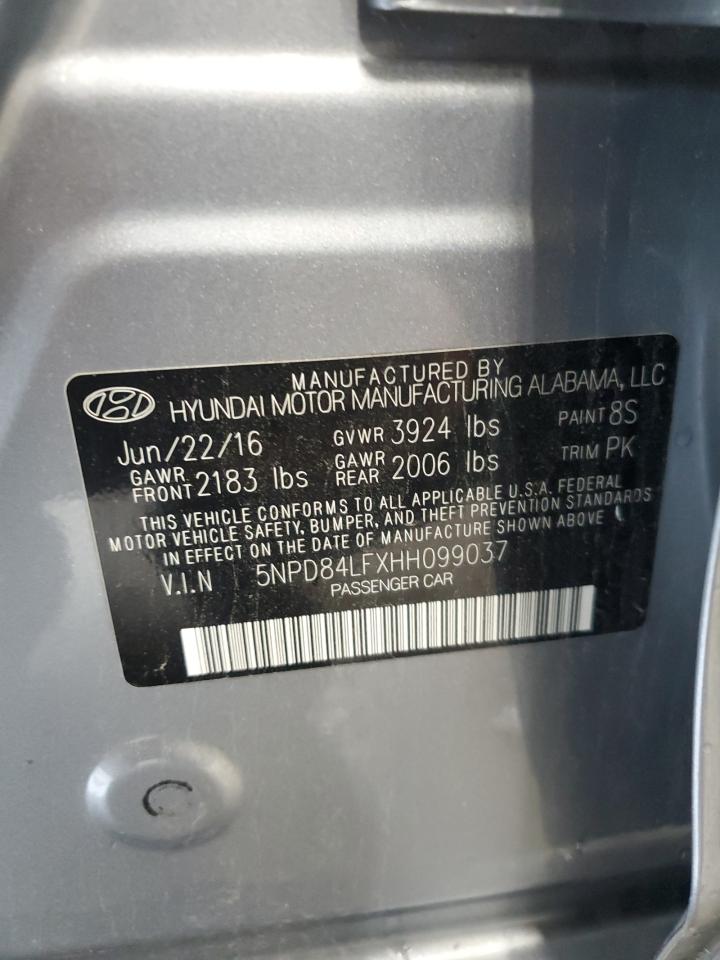 MANUFACTURED BY
HYUNDAI MOTOR MANUFACTURING ALABAMA, LLC
Jun/22/16 GVWR 3924 lbs PAINT 8S
GAWR FRONT 2183 lbs GAWR REAR 2006 lbs TRIM PK
THIS VEHICLE CONFORMS TO ALL APPLICABLE U.S.A. FEDERAL
MOTOR VEHICLE SAFETY, BUMPER, AND THEFT PREVENTION STANDARDS
IN EFFECT ON THE DATE OF MANUFACTURE SHOWN ABOVE
V.I.N 5NPD84LFXHH099037
PASSENGER CAR